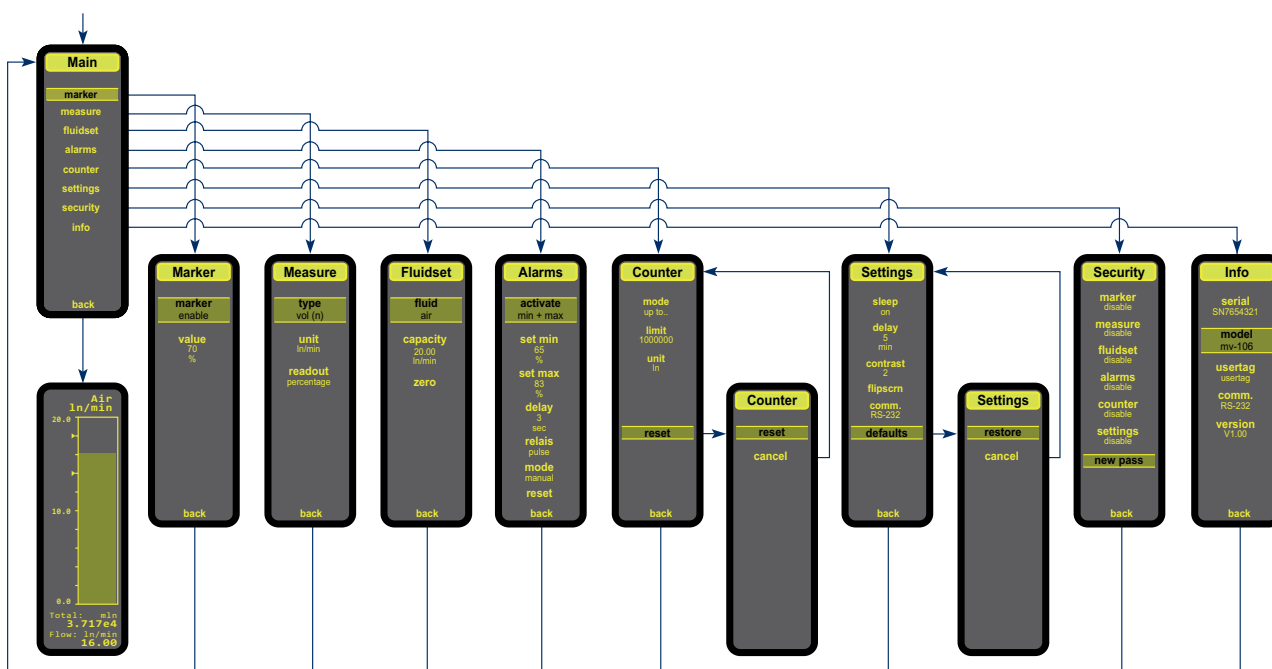 Main
marker
measure
fluidset
alarms
counter
settings
security
info
back
Air
ln/min
20.0
10.0
0.0
Total: mln
3.717e4
Flow: ln/min
16.00
Marker
marker
enable
value
70
%
back
Measure
type
vol (n)
unit
ln/min
readout
percentage
back
Fluidset
fluid
air
capacity
20.00
ln/min
zero
back
Alarms
activate
min + max
set min
65
%
set max
83
%
delay
3
sec
relais
pulse
mode
manual
reset
back
Counter
mode
up to..
limit
1000000
unit
ln
reset
back
Counter
reset
cancel
Settings
sleep
on
delay
5
min
contrast
2
flipscrn
comm.
RS-232
defaults
back
Settings
restore
cancel
Security
marker
disable
measure
disable
fluidset
disable
alarms
disable
counter
disable
settings
disable
new pass
back
Info
serial
SN7654321
model
mv-106
usertag
usertag
comm.
RS-232
version
V1.00
back